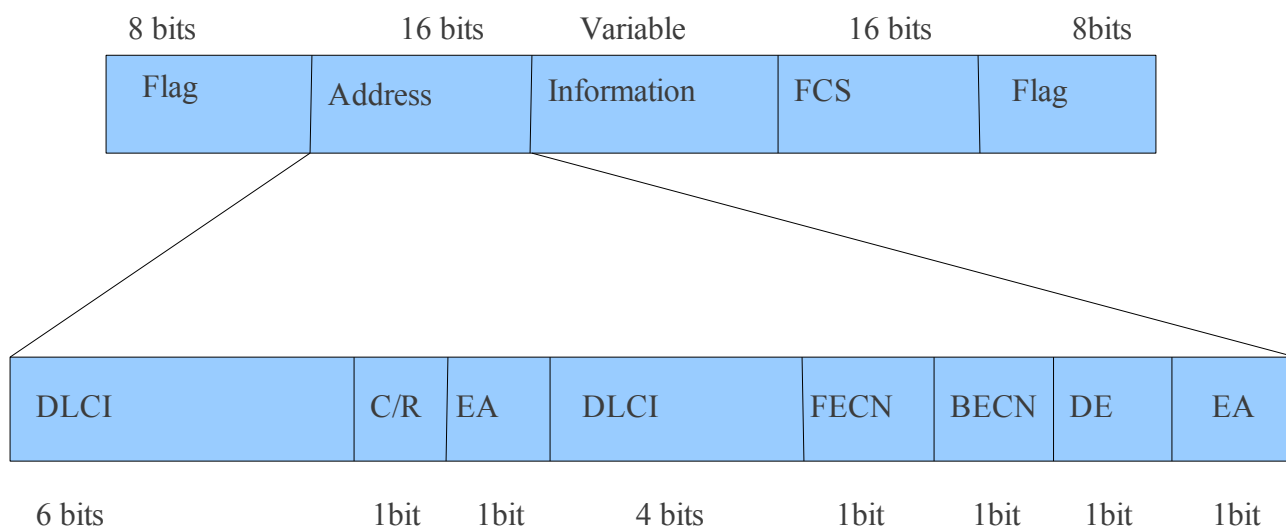 8 bits 16 bits Variable 16 bits 8bits
Flag Address Information FCS Flag
DLCI C/R EA DLCI FECN BECN DE EA
6 bits 1bit 1bit 4 bits 1bit 1bit 1bit 1bit